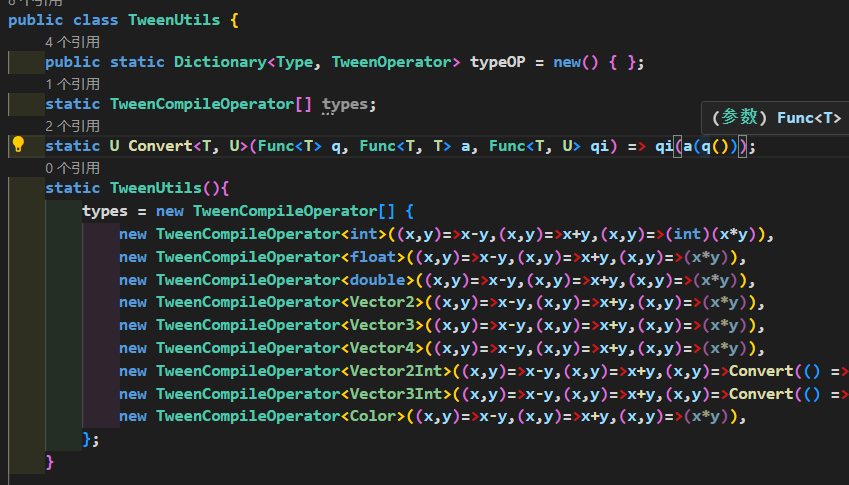 public class TweenUtils {
4 个引用
public static Dictionary<Type, TweenOperator> typeOP = new() { };
1 个引用
static TweenCompileOperator[] types;
2 个引用
(参数) Func<T>
static U Convert<T, U>(Func<T> q, Func<T, T> a, Func<T, U> qi) => qi(a(q()));
0 个引用
static TweenUtils(){
types = new TweenCompileOperator[] {
new TweenCompileOperator<int>((x,y)=>x-y,(x,y)=>x+y,(x,y)=>(int)(x*y)),
new TweenCompileOperator<float>((x,y)=>x-y,(x,y)=>x+y,(x,y)=>(x*y)),
new TweenCompileOperator<double>((x,y)=>x-y,(x,y)=>x+y,(x,y)=>(x*y)),
new TweenCompileOperator<Vector2>((x,y)=>x-y,(x,y)=>x+y,(x,y)=>(x*y)),
new TweenCompileOperator<Vector3>((x,y)=>x-y,(x,y)=>x+y,(x,y)=>(x*y)),
new TweenCompileOperator<Vector4>((x,y)=>x-y,(x,y)=>x+y,(x,y)=>(x*y)),
new TweenCompileOperator<Vector2Int>((x,y)=>x-y,(x,y)=>x+y,(x,y)=>Convert(() =>
new TweenCompileOperator<Vector3Int>((x,y)=>x-y,(x,y)=>x+y,(x,y)=>Convert(() =>
new TweenCompileOperator<Color>((x,y)=>x-y,(x,y)=>x+y,(x,y)=>(x*y)),
};
}